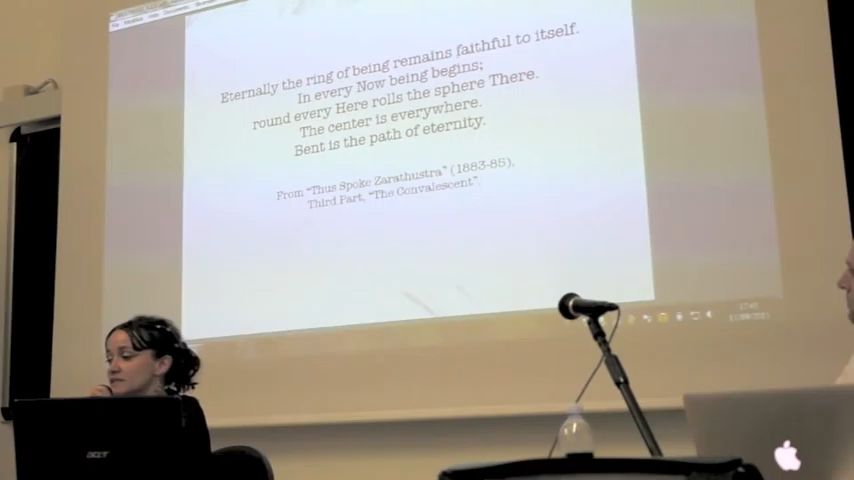 Eternally the ring of being remains faithful to itself.
In every Now being begins;
round every Here rolls the sphere There.
The center is everywhere.
Bent is the path of eternity.
From "Thus Spoke Zarathustra" (1883-85),
Third Part, "The Convalescent"
acer